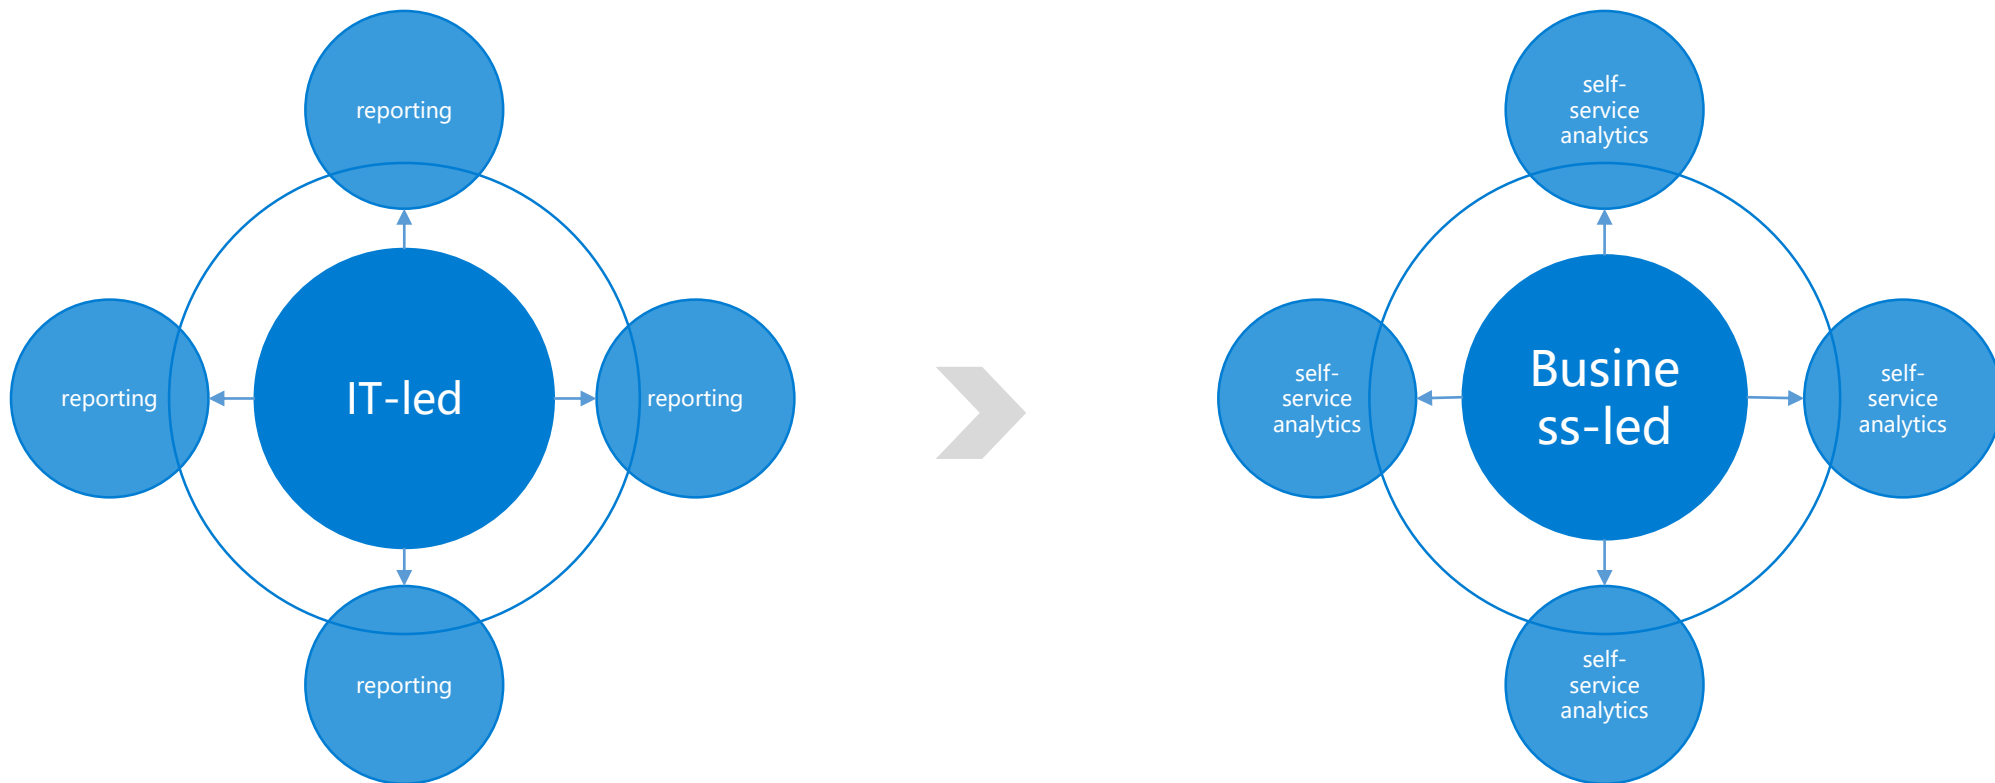 reporting
reporting
IT-led
reporting
reporting
self-
service
analytics
self-
service
analytics
Busine
ss-led
self-
service
analytics
self-
service
analytics